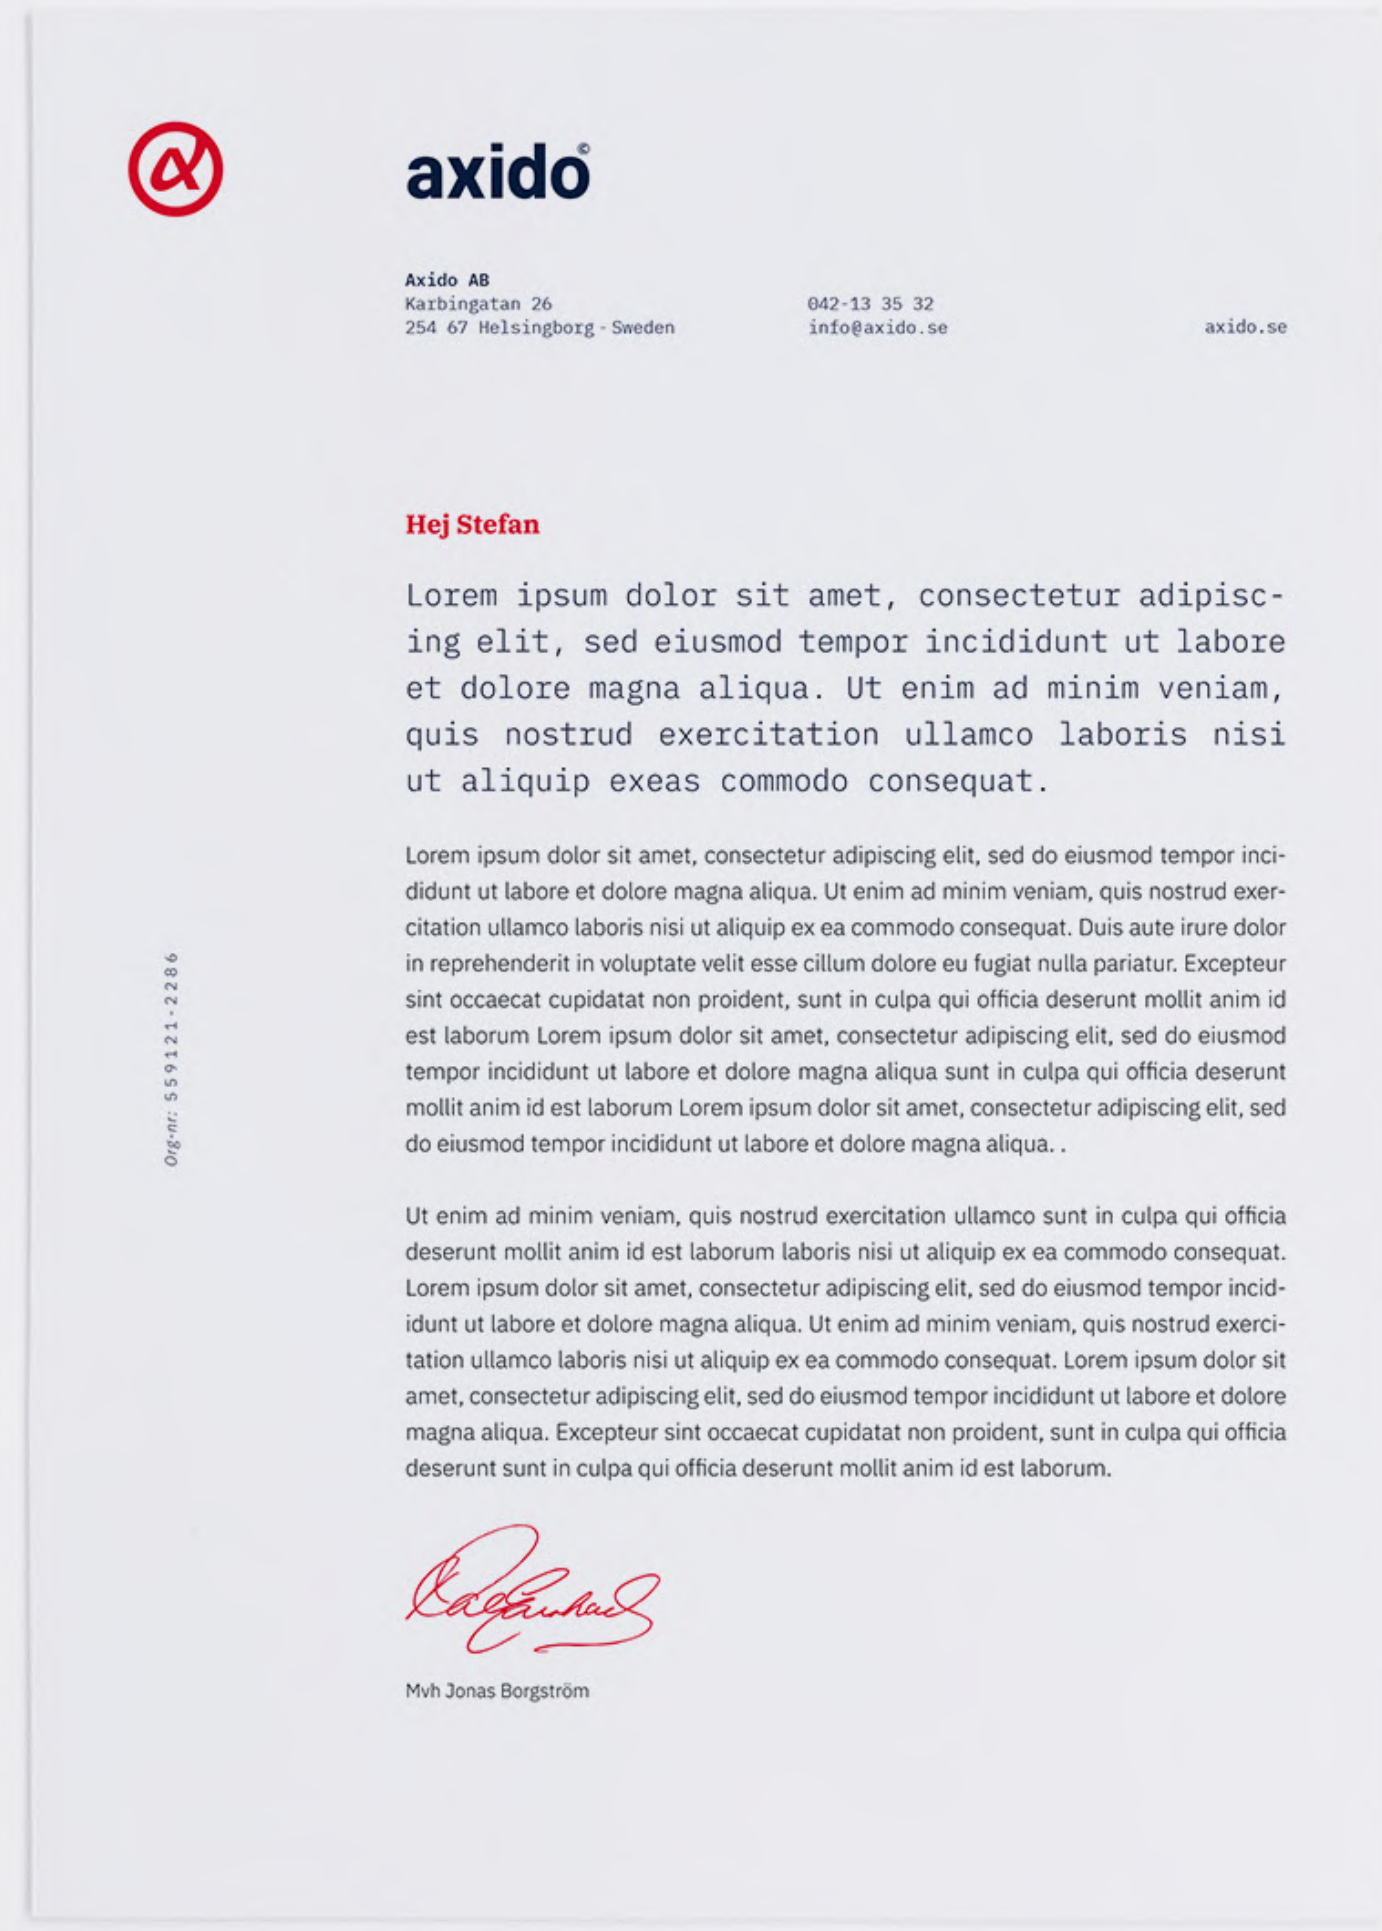 axido©
Axido AB
Karbingatan 26
254 67 Helsingborg - Sweden
042-13 35 32
info@axido.se
axido.se
Hej Stefan
Lorem ipsum dolor sit amet, consectetur adipisc-
ing elit, sed eiusmod tempor incididunt ut labore
et dolore magna aliqua. Ut enim ad minim veniam,
quis nostrud exercitation ullamco laboris nisi
ut aliquip exeas commodo consequat.
Lorem ipsum dolor sit amet, consectetur adipiscing elit, sed do eiusmod tempor inci-
didunt ut labore et dolore magna aliqua. Ut enim ad minim veniam, quis nostrud exer-
citation ullamco laboris nisi ut aliquip ex ea commodo consequat. Duis aute irure dolor
in reprehenderit in voluptate velit esse cillum dolore eu fugiat nulla pariatur. Excepteur
sint occaecat cupidatat non proident, sunt in culpa qui officia deserunt mollit anim id
est laborum Lorem ipsum dolor sit amet, consectetur adipiscing elit, sed do eiusmod
tempor incididunt ut labore et dolore magna aliqua sunt in culpa qui officia deserunt
mollit anim id est laborum Lorem ipsum dolor sit amet, consectetur adipiscing elit, sed
do eiusmod tempor incididunt ut labore et dolore magna aliqua. .
Ut enim ad minim veniam, quis nostrud exercitation ullamco sunt in culpa qui officia
deserunt mollit anim id est laborum laboris nisi ut aliquip ex ea commodo consequat.
Lorem ipsum dolor sit amet, consectetur adipiscing elit, sed do eiusmod tempor incid-
idunt ut labore et dolore magna aliqua. Ut enim ad minim veniam, quis nostrud exerci-
tation ullamco laboris nisi ut aliquip ex ea commodo consequat. Lorem ipsum dolor sit
amet, consectetur adipiscing elit, sed do eiusmod tempor incididunt ut labore et dolore
magna aliqua. Excepteur sint occaecat cupidatat non proident, sunt in culpa qui officia
deserunt sunt in culpa qui officia deserunt mollit anim id est laborum.
Mvh Jonas Borgström
Org-nr: 559121-2286